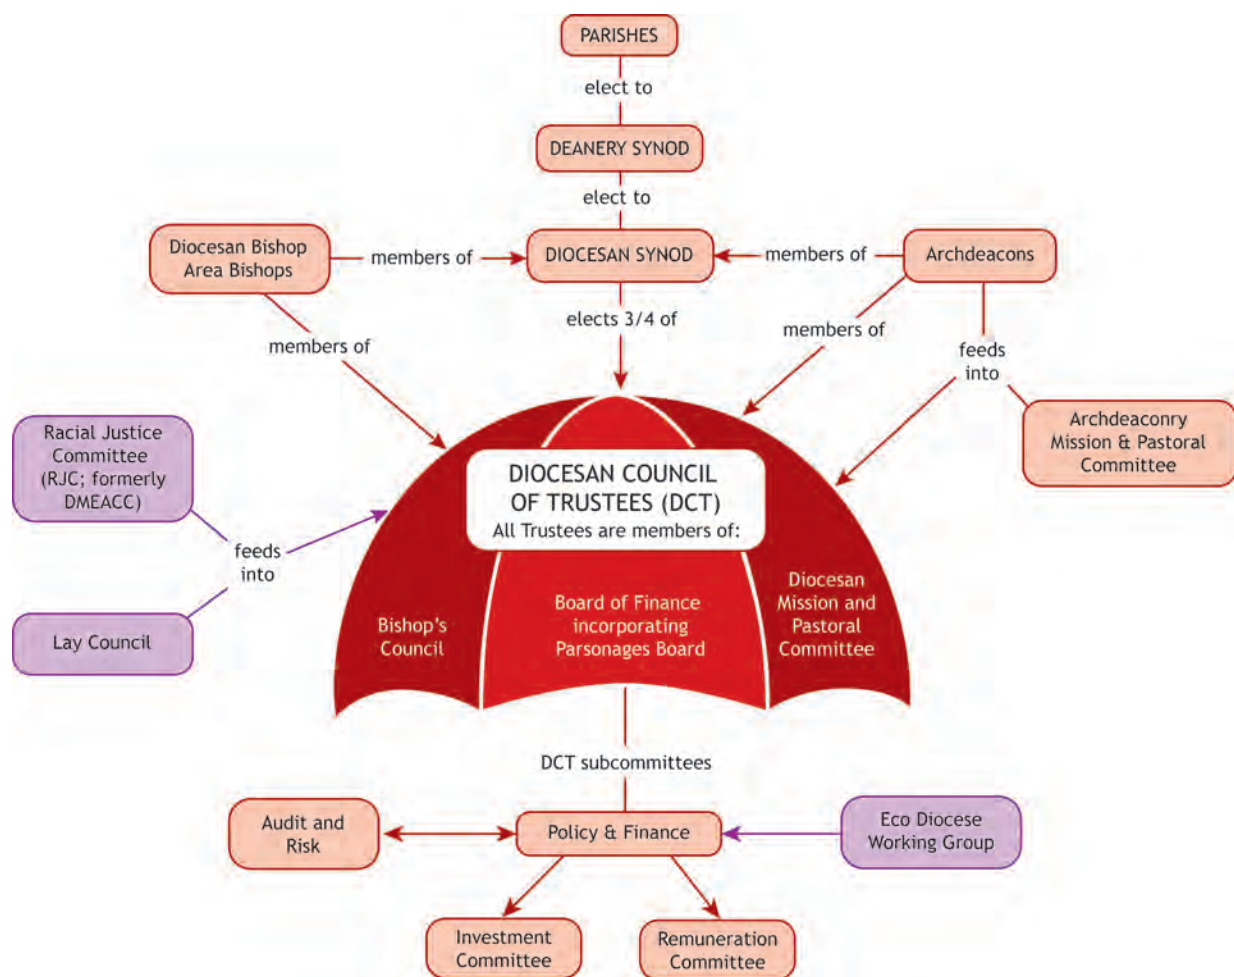 PARISHES
elect to
DEANERY SYNOD
elect to
Diocesan Bishop
Area Bishops
members of
DIOCESAN SYNOD
members of
Archdeacons
elects 3/4 of
members of
members of
feeds
into
Racial Justice
Committee
(RJC; formerly
DMEACC)
Archdeaconry
Mission & Pastoral
Committee
DIOCESAN COUNCIL
OF TRUSTEES (DCT)
All Trustees are members of:
feeds
into
Lay Council
Bishop's
Council
Board of Finance
incorporating
Parsonages Board
Diocesan
Mission and
Pastoral
Committee
DCT subcommittees
Audit and
Risk
Policy & Finance
Eco Diocese
Working Group
Investment
Committee
Remuneration
Committee